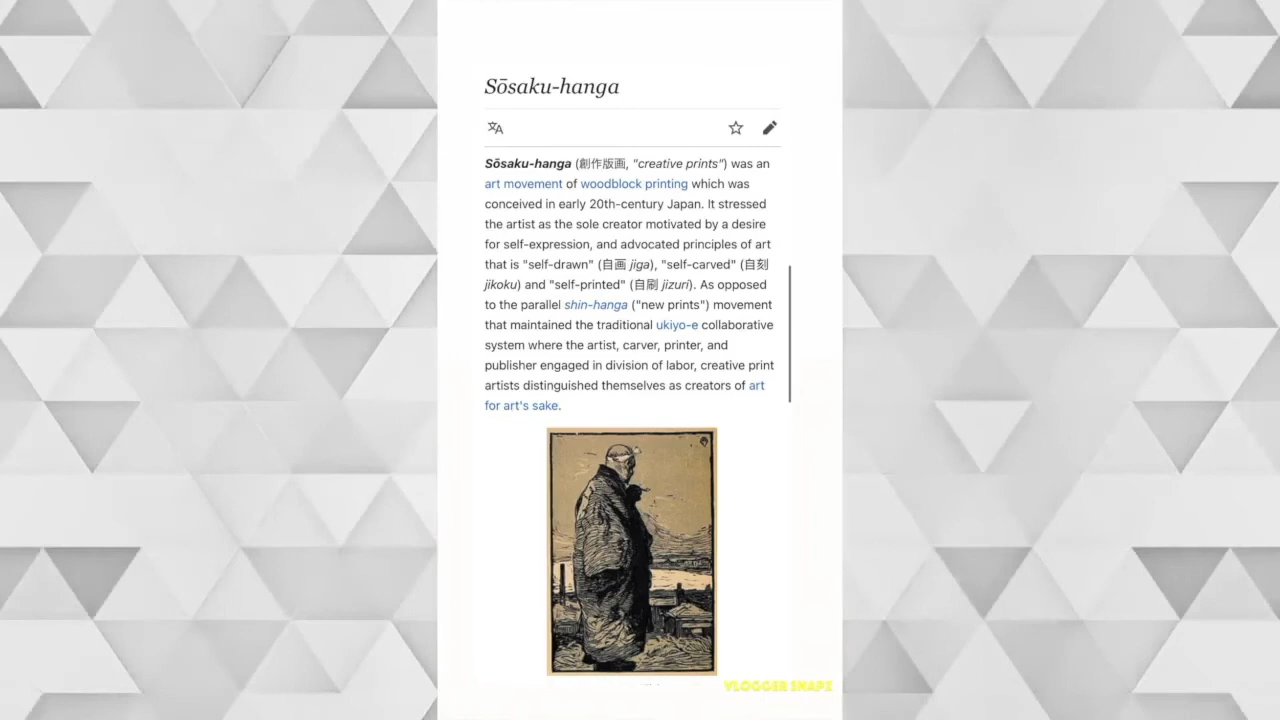 Sōsaku-hanga
Sōsaku-hanga (創作版画, "creative prints") was an
art movement of woodblock printing which was
conceived in early 20th-century Japan. It stressed
the artist as the sole creator motivated by a desire
for self-expression, and advocated principles of art
that is "self-drawn" (自画 jiga), "self-carved" (自刻
jikoku) and "self-printed" (自刷 jizuri). As opposed
to the parallel shin-hanga ("new prints") movement
that maintained the traditional ukiyo-e collaborative
system where the artist, carver, printer, and
publisher engaged in division of labor, creative print
artists distinguished themselves as creators of art
for art's sake.
VLOGGER SNAPZ